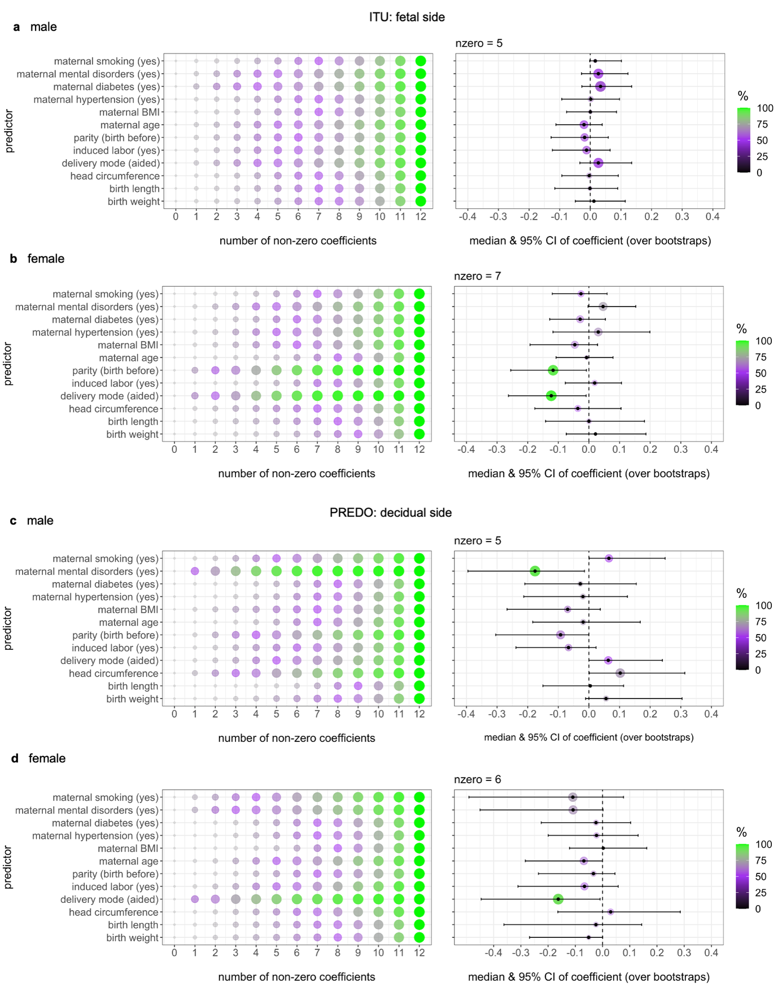 ITU: fetal side
a male
nzero = 5
predictor
maternal smoking (yes)
maternal mental disorders (yes)
maternal diabetes (yes)
maternal hypertension (yes)
maternal BMI
maternal age
parity (birth before)
induced labor (yes)
delivery mode (aided)
head circumference
birth length
birth weight
0 1 2 3 4 5 6 7 8 9 10 11 12
number of non-zero coefficients
-0.4 -0.3 -0.2 -0.1 0.0 0.1 0.2 0.3 0.4
median & 95% CI of coefficient (over bootstraps)
%
100
75
50
25
0
b female
nzero = 7
predictor
maternal smoking (yes)
maternal mental disorders (yes)
maternal diabetes (yes)
maternal hypertension (yes)
maternal BMI
maternal age
parity (birth before)
induced labor (yes)
delivery mode (aided)
head circumference
birth length
birth weight
0 1 2 3 4 5 6 7 8 9 10 11 12
number of non-zero coefficients
-0.4 -0.3 -0.2 -0.1 0.0 0.1 0.2 0.3 0.4
median & 95% CI of coefficient (over bootstraps)
%
100
75
50
25
0
PREDO: decidual side
c male
nzero = 5
predictor
maternal smoking (yes)
maternal mental disorders (yes)
maternal diabetes (yes)
maternal hypertension (yes)
maternal BMI
maternal age
parity (birth before)
induced labor (yes)
delivery mode (aided)
head circumference
birth length
birth weight
0 1 2 3 4 5 6 7 8 9 10 11 12
number of non-zero coefficients
-0.4 -0.3 -0.2 -0.1 0.0 0.1 0.2 0.3 0.4
median & 95% CI of coefficient (over bootstraps)
%
100
75
50
25
0
d female
nzero = 6
predictor
maternal smoking (yes)
maternal mental disorders (yes)
maternal diabetes (yes)
maternal hypertension (yes)
maternal BMI
maternal age
parity (birth before)
induced labor (yes)
delivery mode (aided)
head circumference
birth length
birth weight
0 1 2 3 4 5 6 7 8 9 10 11 12
number of non-zero coefficients
-0.4 -0.3 -0.2 -0.1 0.0 0.1 0.2 0.3 0.4
median & 95% CI of coefficient (over bootstraps)
%
100
75
50
25
0